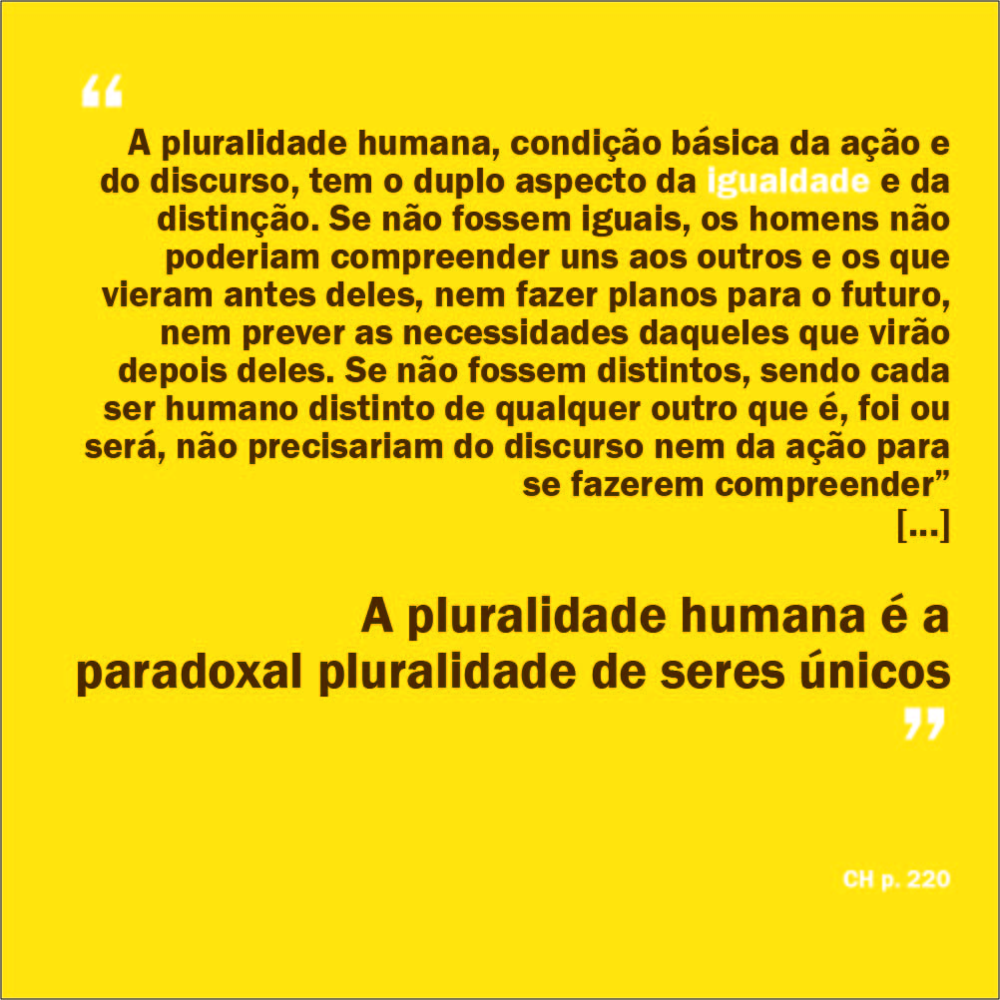 “
A pluralidade humana, condição básica da ação e
do discurso, tem o duplo aspecto da igualdade e da
distinção. Se não fossem iguais, os homens não
poderiam compreender uns aos outros e os que
vieram antes deles, nem fazer planos para o futuro,
nem prever as necessidades daqueles que virão
depois deles. Se não fossem distintos, sendo cada
ser humano distinto de qualquer outro que é, foi ou
será, não precisariam do discurso nem da ação para
se fazerem compreender”
[...]
A pluralidade humana é a
paradoxal pluralidade de seres únicos
”
CH p. 220